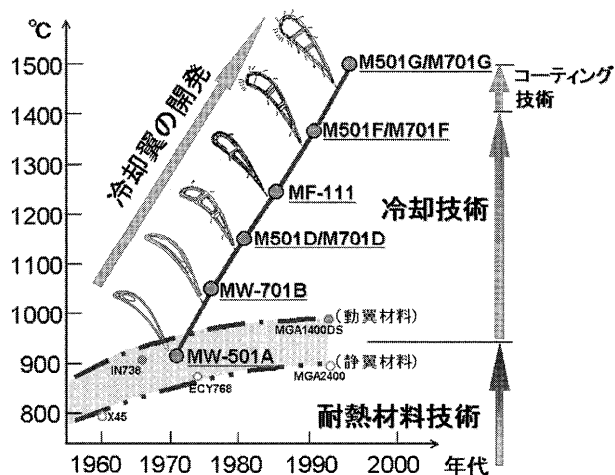 ℃
1500
1400
1300
1200
1100
1000
900
800
1960
1970
1980
1990
2000
年代
冷却翼の開発
M501G/M701G
M501F/M701F
MF-111
M501D/M701D
MW-701B
MW-501A
コーティング
技術
冷却技術
耐熱材料技術
(動翼材料)
MGA1400DS
(静翼材料)
MGA2400
IN738
ECY768
X45